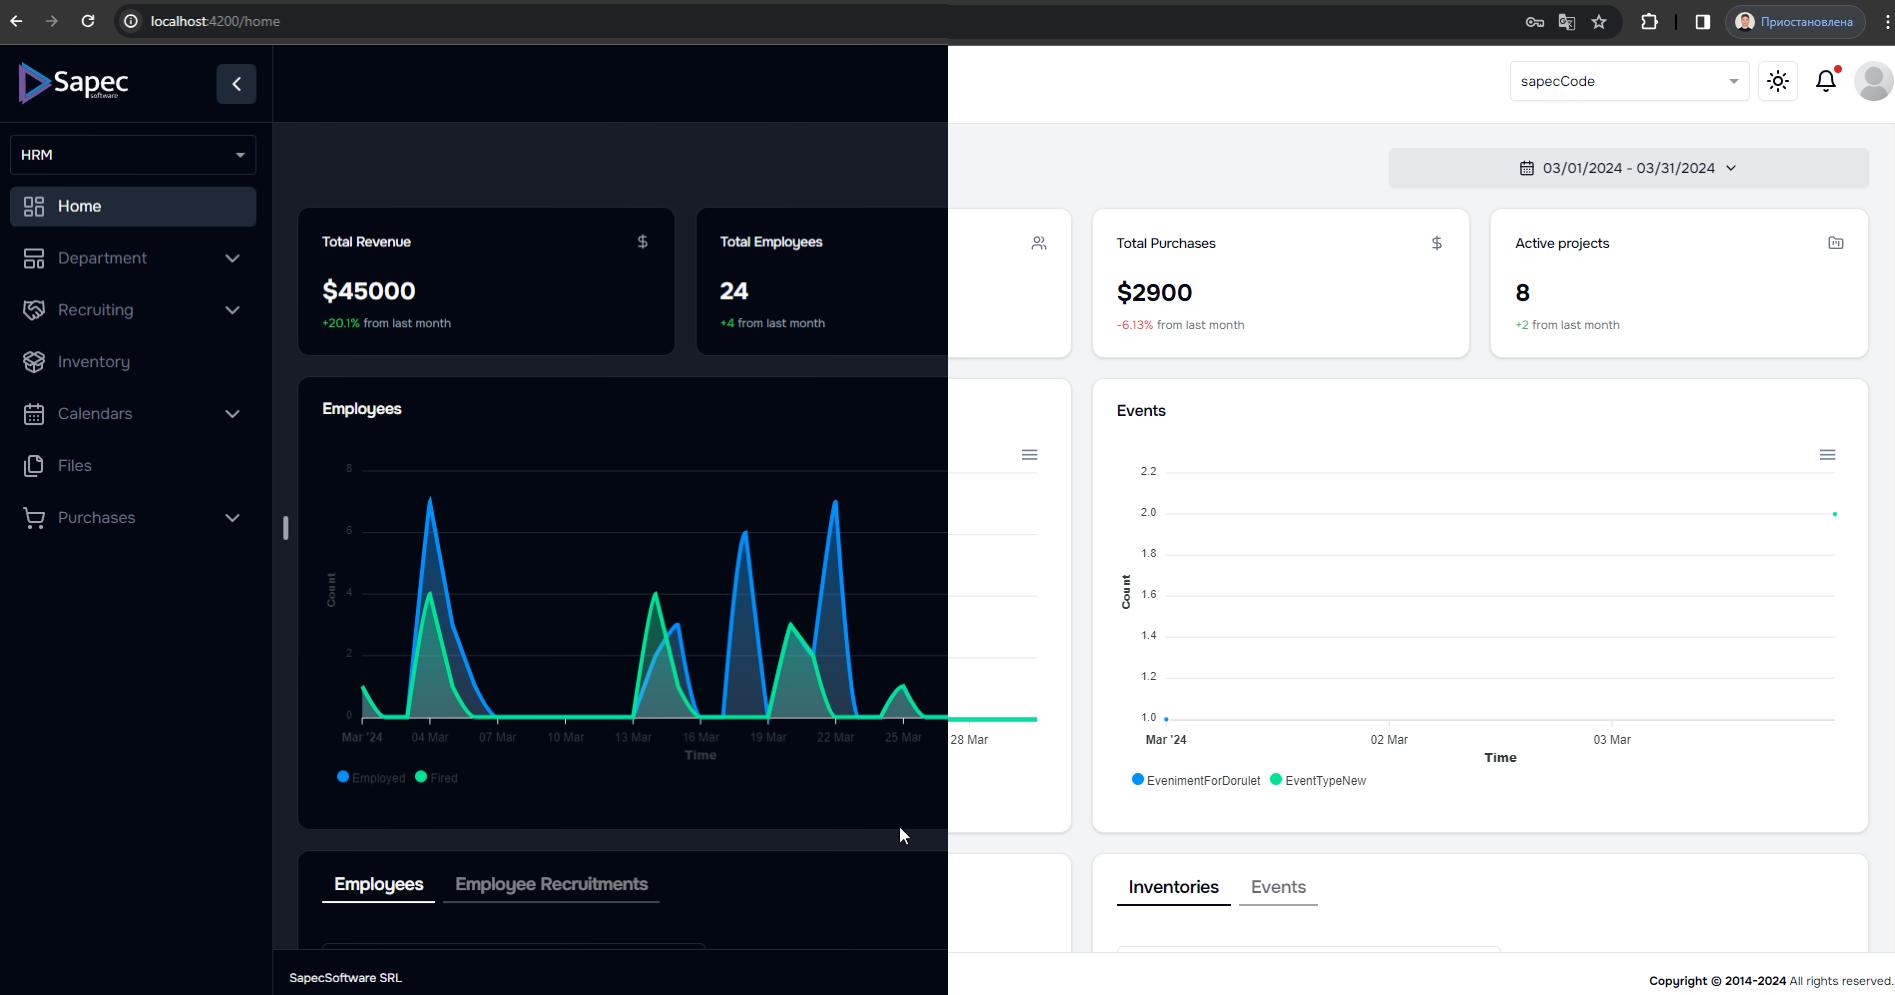 localhost:4200/home
Приостановлена
Sapec
software
sapecCode
HRM
Home
Department
Recruiting
Inventory
Calendars
Files
Purchases
03/01/2024 - 03/31/2024
Total Revenue
$
$45000
+20.1% from last month
Total Employees
24
+4 from last month
Total Purchases
$
$2900
-6.13% from last month
Active projects
8
+2 from last month
Employees
8
6
4
2
0
Count
Mar '24 04 Mar 07 Mar 10 Mar 13 Mar 16 Mar 19 Mar 22 Mar 25 Mar 28 Mar
Time
Employed Fired
Events
2.2
2.0
1.8
1.6
1.4
1.2
1.0
Count
Mar '24 02 Mar 03 Mar
Time
EvenimentForDorulet EventTypeNew
Employees Employee Recruitments
Inventories Events
SapecSoftware SRL
Copyright © 2014-2024 All rights reserved.